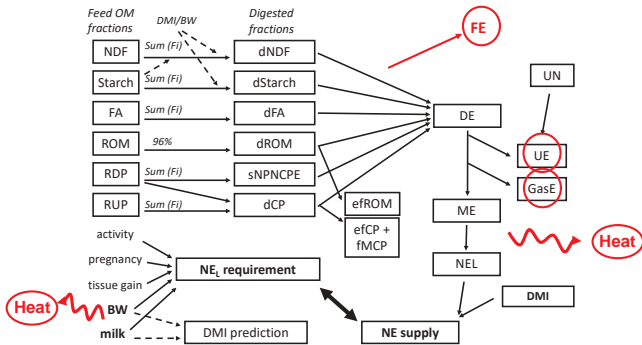 Feed OM
fractions
DMI/BW
Digested
fractions
FE
NDF
Sum (Fi)
dNDF
Starch
Sum (Fi)
dStarch
UN
FA
Sum (Fi)
dFA
DE
ROM
96%
dROM
UE
RDP
Sum (Fi)
sNPNCPE
GasE
RUP
Sum (Fi)
dCP
efROM
ME
efCP +
fMCP
activity
Heat
pregnancy
NEL requirement
NEL
tissue gain
Heat
BW
DMI
milk
DMI prediction
NE supply